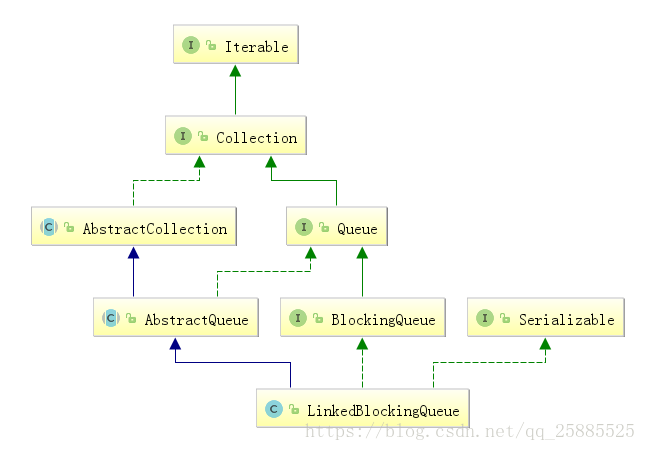 I Iterable
I Collection
C AbstractCollection
I Queue
C AbstractQueue
I BlockingQueue
I Serializable
C LinkedBlockingQueue
https://blog.csdn.net/qq_25885525